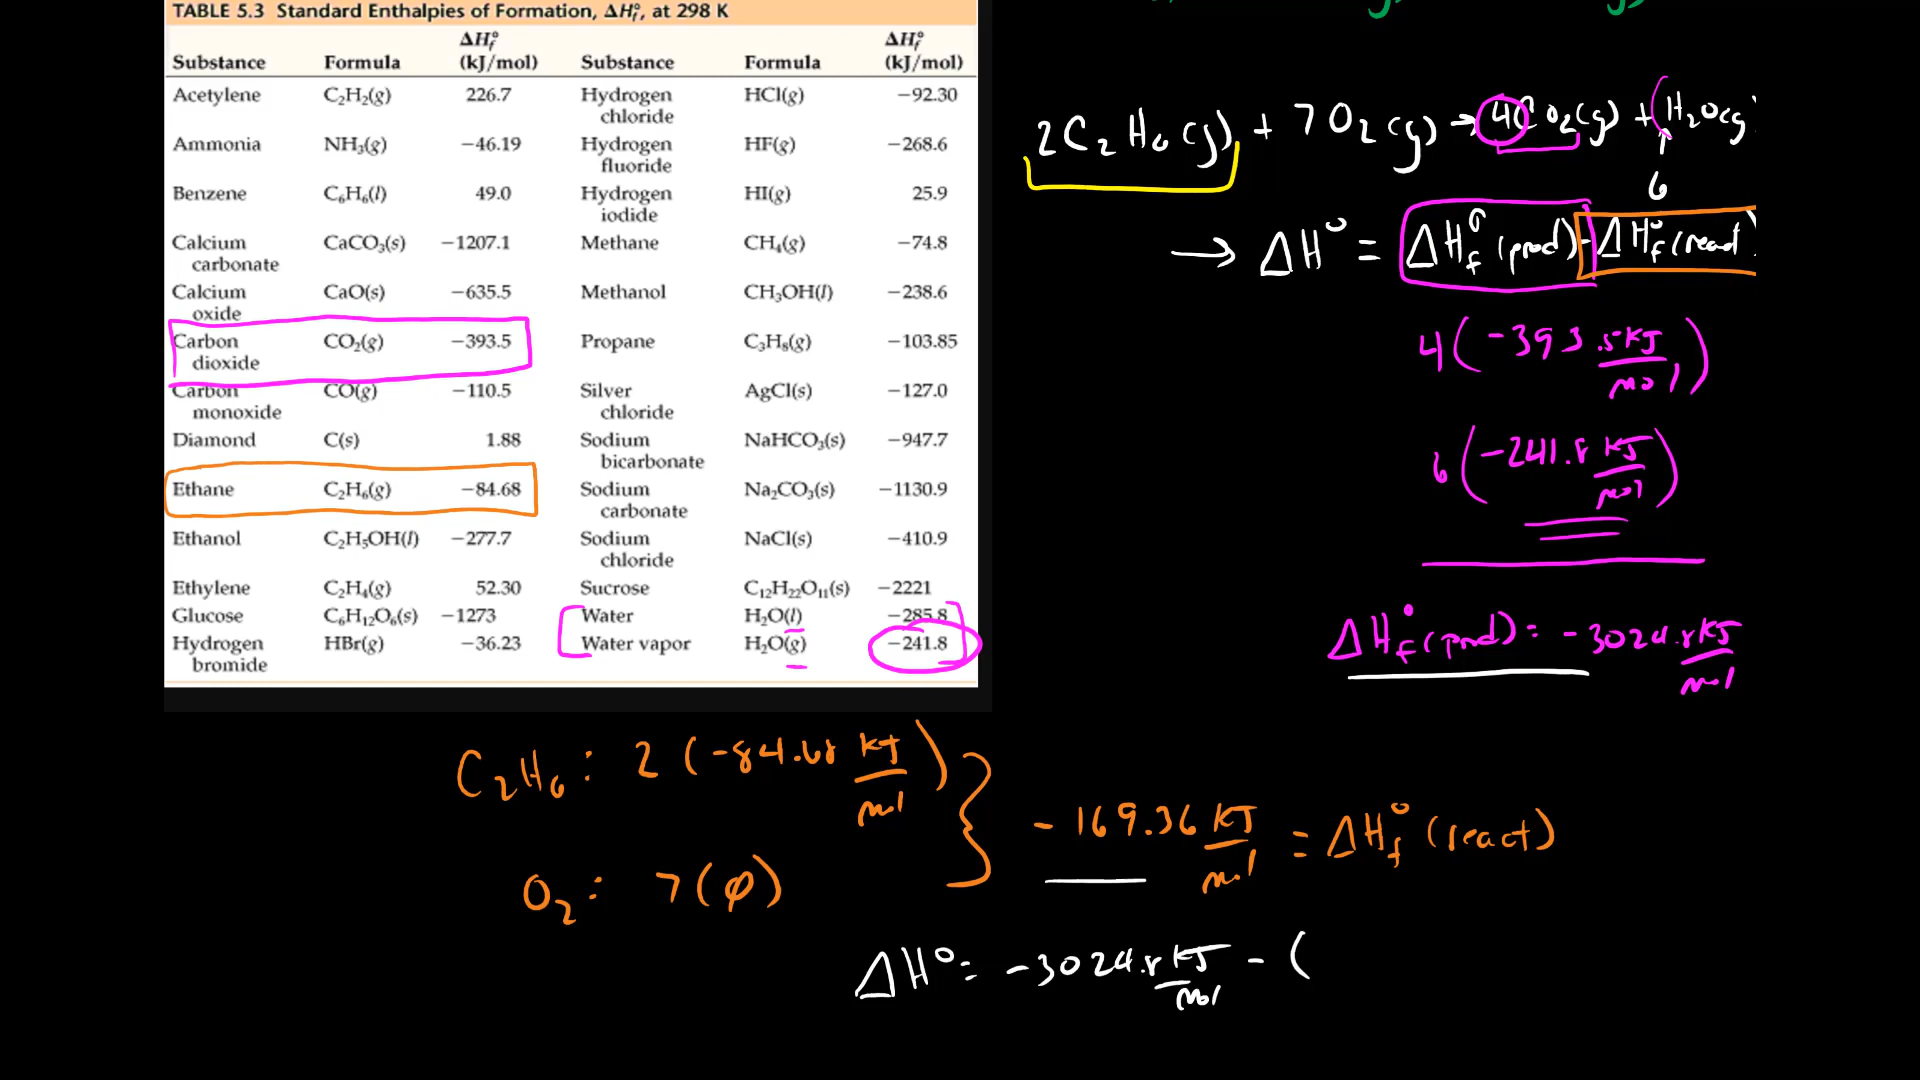 TABLE 5.3 Standard Enthalpies of Formation, ΔH°f, at 298 K
Substance Formula ΔH°f (kJ/mol) Substance Formula ΔH°f (kJ/mol)
Acetylene C₂H₂(g) 226.7 Hydrogen chloride HCl(g) −92.30
Ammonia NH₃(g) −46.19 Hydrogen fluoride HF(g) −268.6
Benzene C₆H₆(l) 49.0 Hydrogen iodide HI(g) 25.9
Calcium carbonate CaCO₃(s) −1207.1 Methane CH₄(g) −74.8
Calcium oxide CaO(s) −635.5 Methanol CH₃OH(l) −238.6
Carbon dioxide CO₂(g) −393.5 Propane C₃H₈(g) −103.85
Carbon monoxide CO(g) −110.5 Silver chloride AgCl(s) −127.0
Diamond C(s) 1.88 Sodium bicarbonate NaHCO₃(s) −947.7
Ethane C₂H₆(g) −84.68 Sodium carbonate Na₂CO₃(s) −1130.9
Ethanol C₂H₅OH(l) −277.7 Sodium chloride NaCl(s) −410.9
Ethylene C₂H₄(g) 52.30 Sucrose C₁₂H₂₂O₁₁(s) −2221
Glucose C₆H₁₂O₆(s) −1273 Water H₂O(l) −285.8
Hydrogen bromide HBr(g) −36.23 Water vapor H₂O(g) −241.8
2C₂H₆(g) + 7O₂(g) → 4CO₂(g) + H₂O(g)
6
→ ΔH° = ΔH°f (prod) - ΔH°f (react)
4(-393.5 kJ/mol)
6(-241.8 kJ/mol)
ΔH°f (prod) = -3024.8 kJ/mol
C₂H₆: 2(-84.68 kJ/mol)
-169.36 kJ/mol = ΔH°f (react)
O₂: 7(φ)
ΔH° = -3024.8 kJ/mol - (